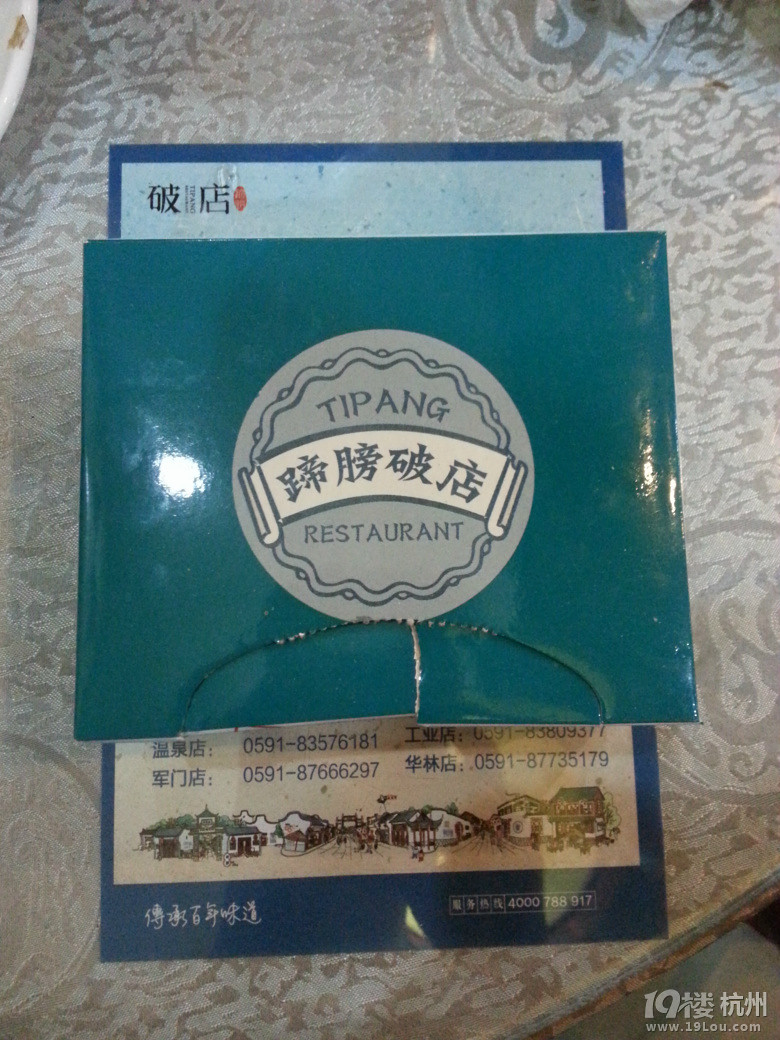 破店
TIPANG
TIPANG
蹄膀破店
RESTAURANT
温泉店： 0591-83576181 工业店：0591-83809377
军门店： 0591-87666297 华林店：0591-87735179
傳承百年味道
服务热线 4000 788 917
19楼 杭州
www.19Lou.com